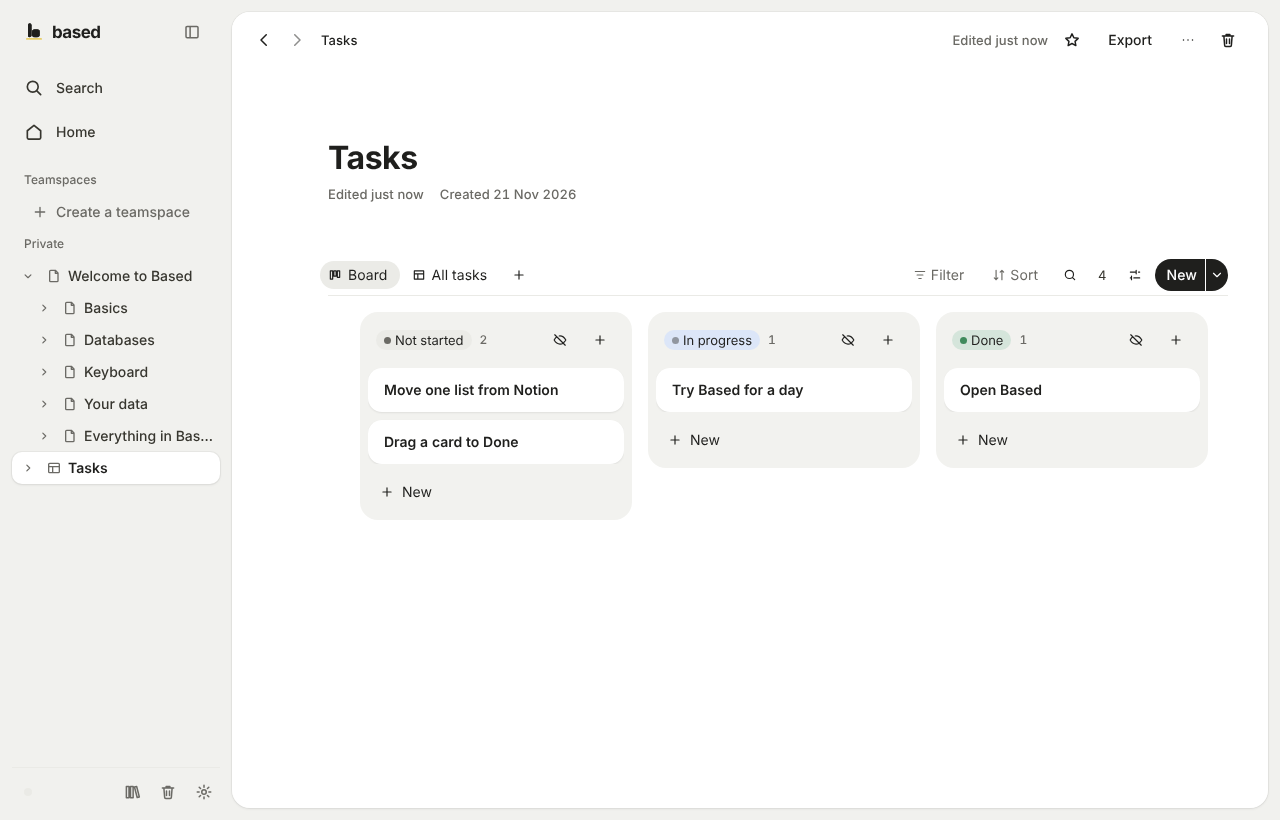 based
Search
Home
Teamspaces
Create a teamspace
Private
Welcome to Based
Basics
Databases
Keyboard
Your data
Everything in Bas...
Tasks
Tasks
Edited just now
Export
Tasks
Edited just now Created 21 Nov 2026
Board All tasks
Filter Sort 4 New
Not started 2
Move one list from Notion
Drag a card to Done
New
In progress 1
Try Based for a day
New
Done 1
Open Based
New